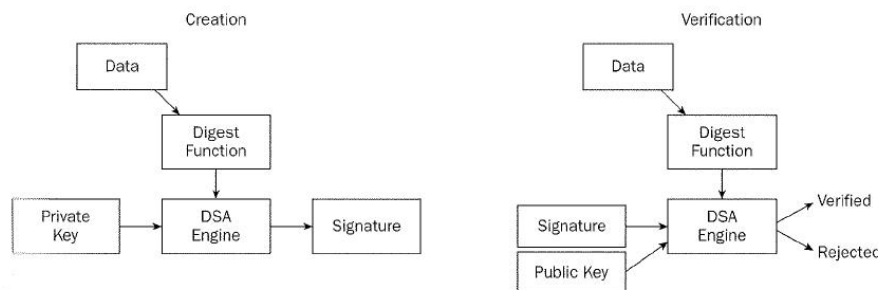 Creation
Data
Digest
Function
Private
Key
DSA
Engine
Signature
Verification
Data
Digest
Function
Signature
Public Key
DSA
Engine
Verified
Rejected